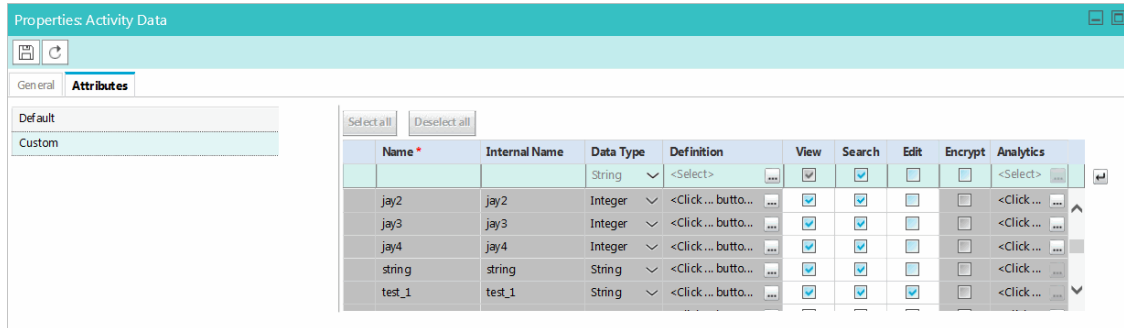 Properties: Activity Data
General Attributes
Default
Custom
Select all Deselect all
Name * Internal Name Data Type Definition View Search Edit Encrypt Analytics
String <Select> ... <Select> ...
jay2 jay2 Integer <Click ... butto... ... <Click ... ...
jay3 jay3 Integer <Click ... butto... ... <Click ... ...
jay4 jay4 Integer <Click ... butto... ... <Click ... ...
string string String <Click ... butto... ... <Click ... ...
test_1 test_1 String <Click ... butto... ... <Click ... ...